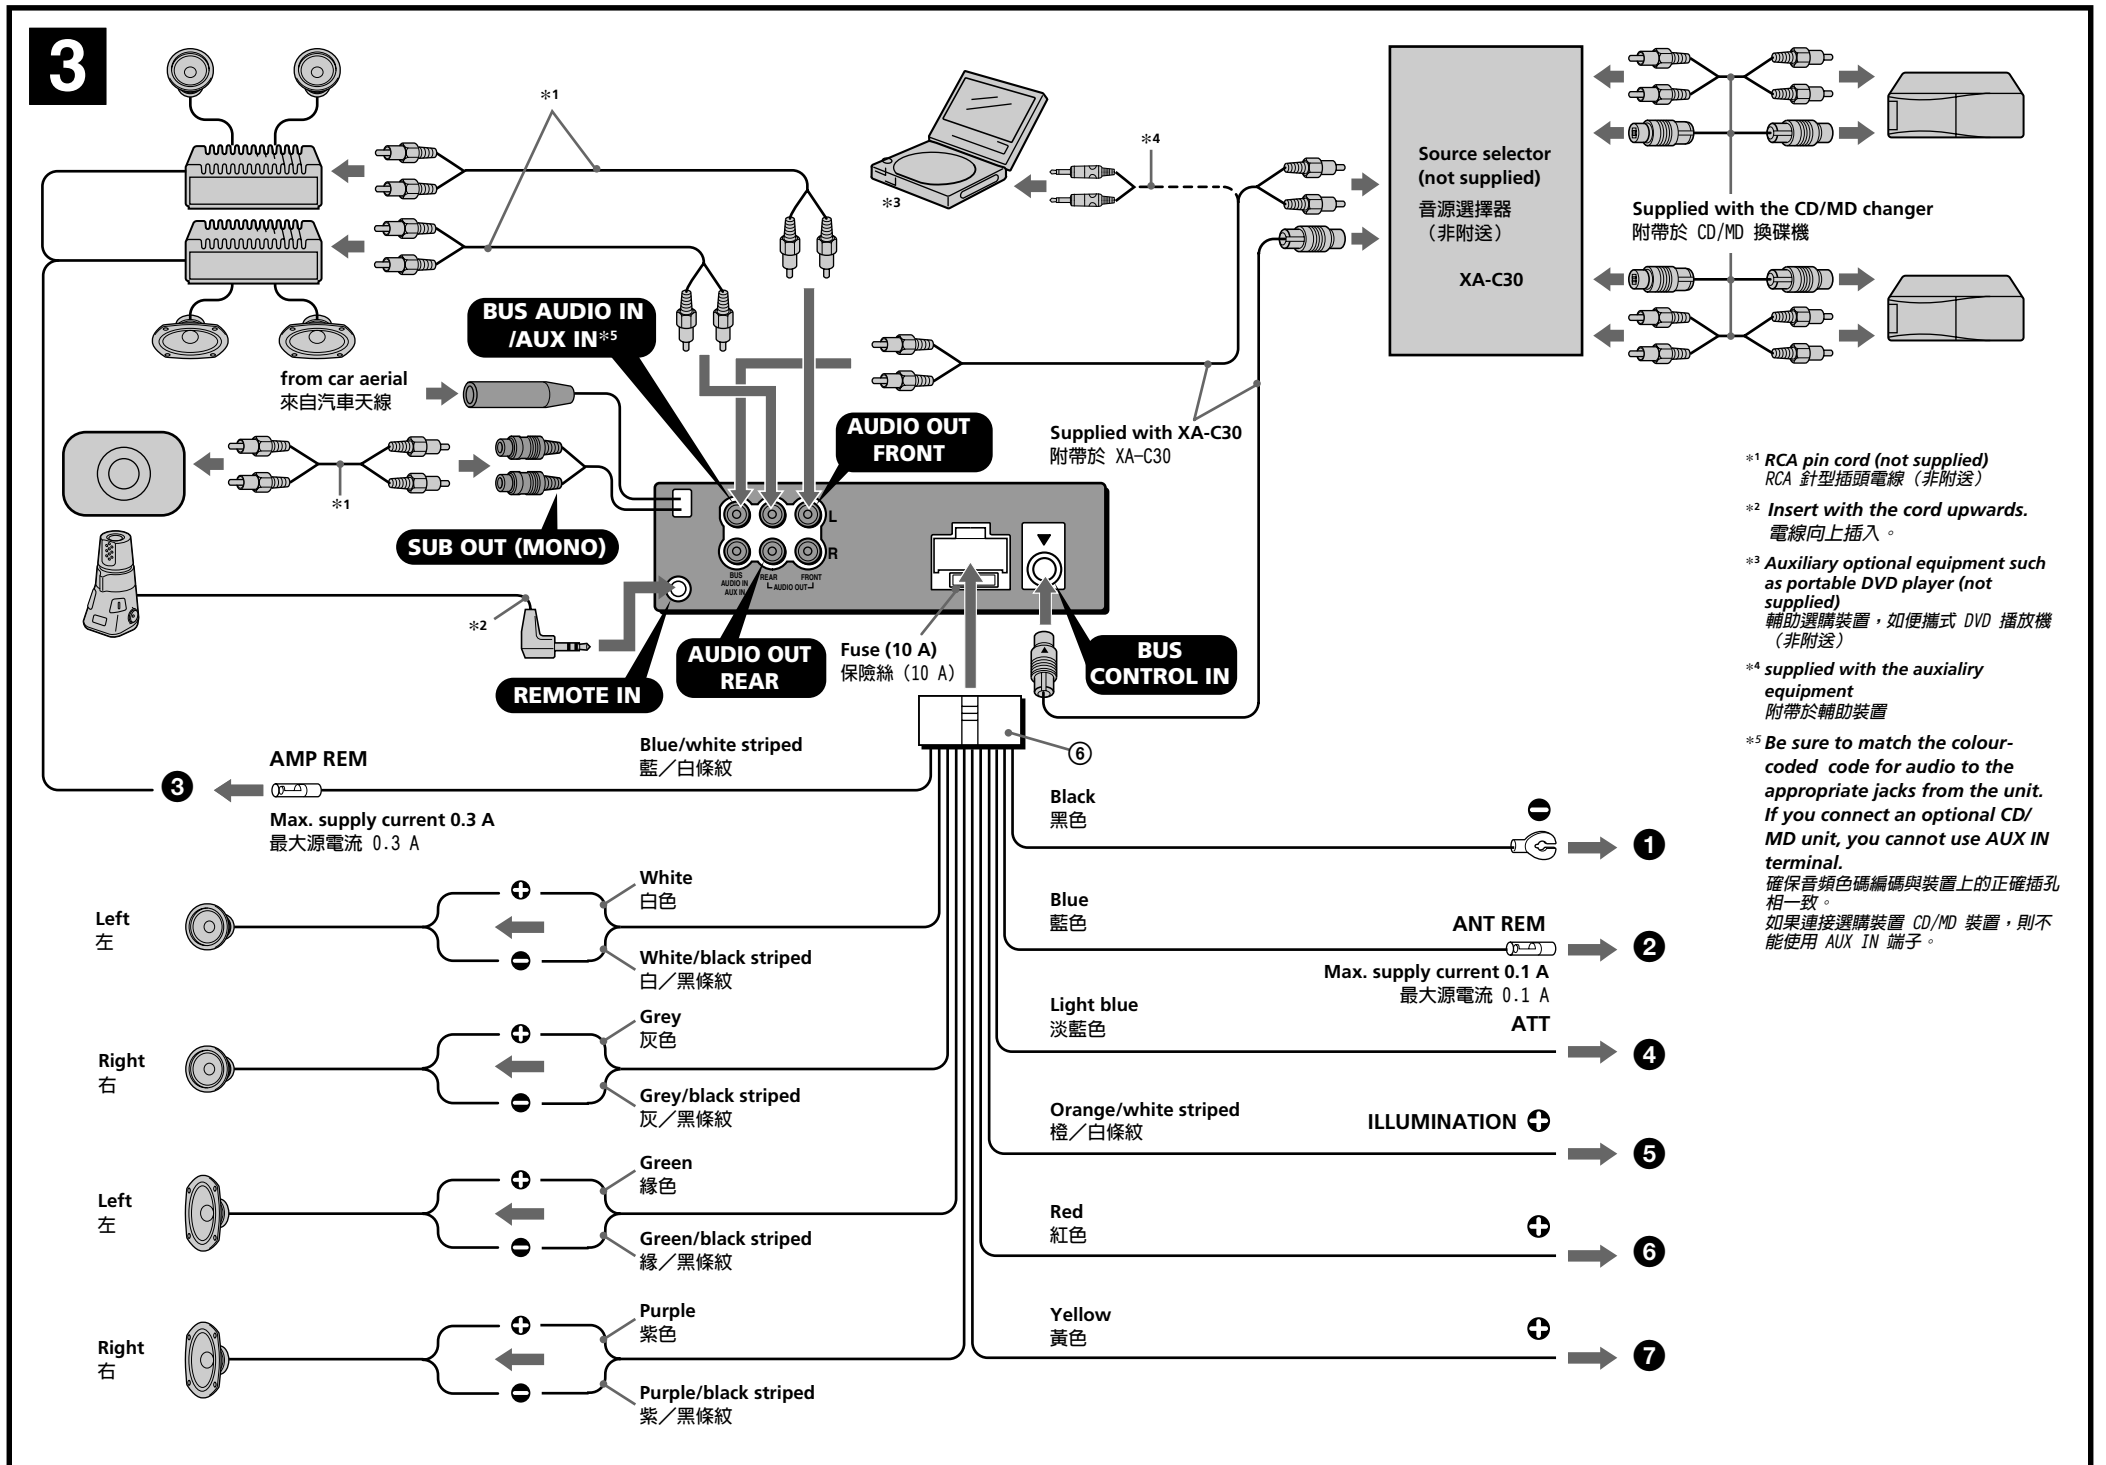 3
*1
*4
*3
Source selector
(not supplied)
音源選擇器
（非附送）
XA-C30
Supplied with the CD/MD changer
附帶於 CD/MD 換碟機
BUS AUDIO IN
/AUX IN*5
from car aerial
來自汽車天線
AUDIO OUT
FRONT
Supplied with XA-C30
附帶於 XA-C30
*1
SUB OUT (MONO)
L
R
BUS
AUDIO IN
AUX IN
REAR
FRONT
AUDIO OUT
*2
REMOTE IN
AUDIO OUT
REAR
Fuse (10 A)
保險絲 (10 A)
BUS
CONTROL IN
*1 RCA pin cord (not supplied)
RCA 針型插頭電線（非附送）
*2 Insert with the cord upwards.
電線向上插入。
*3 Auxiliary optional equipment such
as portable DVD player (not
supplied)
輔助選購裝置，如便攜式 DVD 播放機
（非附送）
*4 supplied with the auxialiry
equipment
附帶於輔助裝置
*5 Be sure to match the colour-
coded code for audio to the
appropriate jacks from the unit.
If you connect an optional CD/
MD unit, you cannot use AUX IN
terminal.
確保音頻色碼編碼與裝置上的正確插孔
相一致。
如果連接選購裝置 CD/MD 裝置，則不
能使用 AUX IN 端子。
⑥
AMP REM
Blue/white striped
藍／白條紋
❸
Max. supply current 0.3 A
最大源電流 0.3 A
Left
左
⊕
White
白色
⊖
White/black striped
白／黑條紋
Right
右
⊕
Grey
灰色
⊖
Grey/black striped
灰／黑條紋
Left
左
⊕
Green
緣色
⊖
Green/black striped
緣／黑條紋
Right
右
⊕
Purple
紫色
⊖
Purple/black striped
紫／黑條紋
Black
黑色
⊖
❶
Blue
藍色
ANT REM
❷
Max. supply current 0.1 A
最大源電流 0.1 A
Light blue
淡藍色
ATT
❹
Orange/white striped
橙／白條紋
ILLUMINATION ⊕
❺
Red
紅色
⊕
❻
Yellow
黃色
⊕
❼